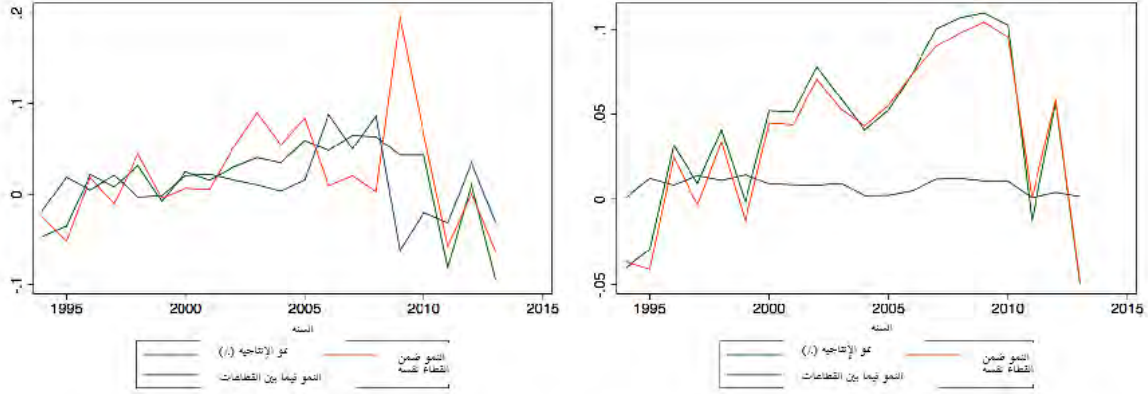 .2
.1
0
-.1
1995 2000 2005 2010 2015
السنه
نمو الإنتاجيه (٪)
النمو ضمن
القطاع نفسه
النمو فيما بين القطاعات
.1
.05
0
-.05
1995 2000 2005 2010 2015
السنه
نمو الإنتاجيه (٪)
النمو ضمن
القطاع نفسه
النمو فيما بين القطاعات